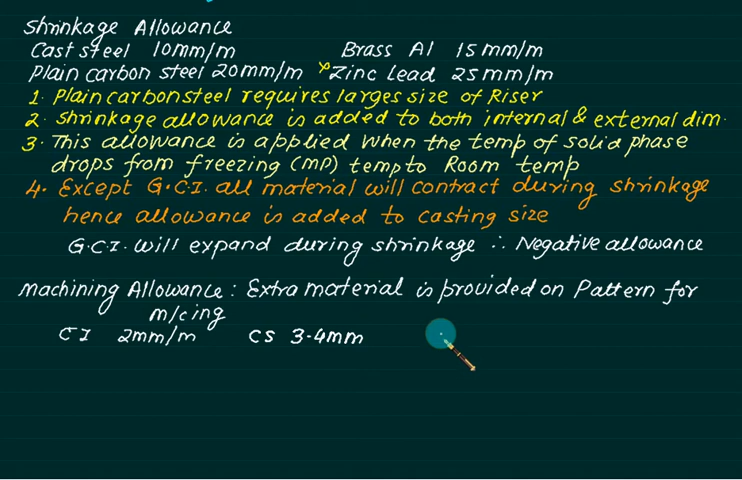 Shrinkage Allowance
Cast steel 10mm/m Brass Al 15mm/m
Plain carbon steel 20mm/m Zinc Lead 25mm/m
1. Plain carbon steel requires larges size of Riser
2. Shrinkage allowance is added to both internal & external dim.
3. This allowance is applied when the temp of solid phase
drops from freezing (MP) temp to Room temp
4. Except G.C.I. all material will contract during shrinkage
hence allowance is added to casting size
G.C.I. will expand during shrinkage ∴ Negative allowance
Machining Allowance : Extra material is provided on Pattern for
m/cing
CI 2mm/m CS 3-4mm